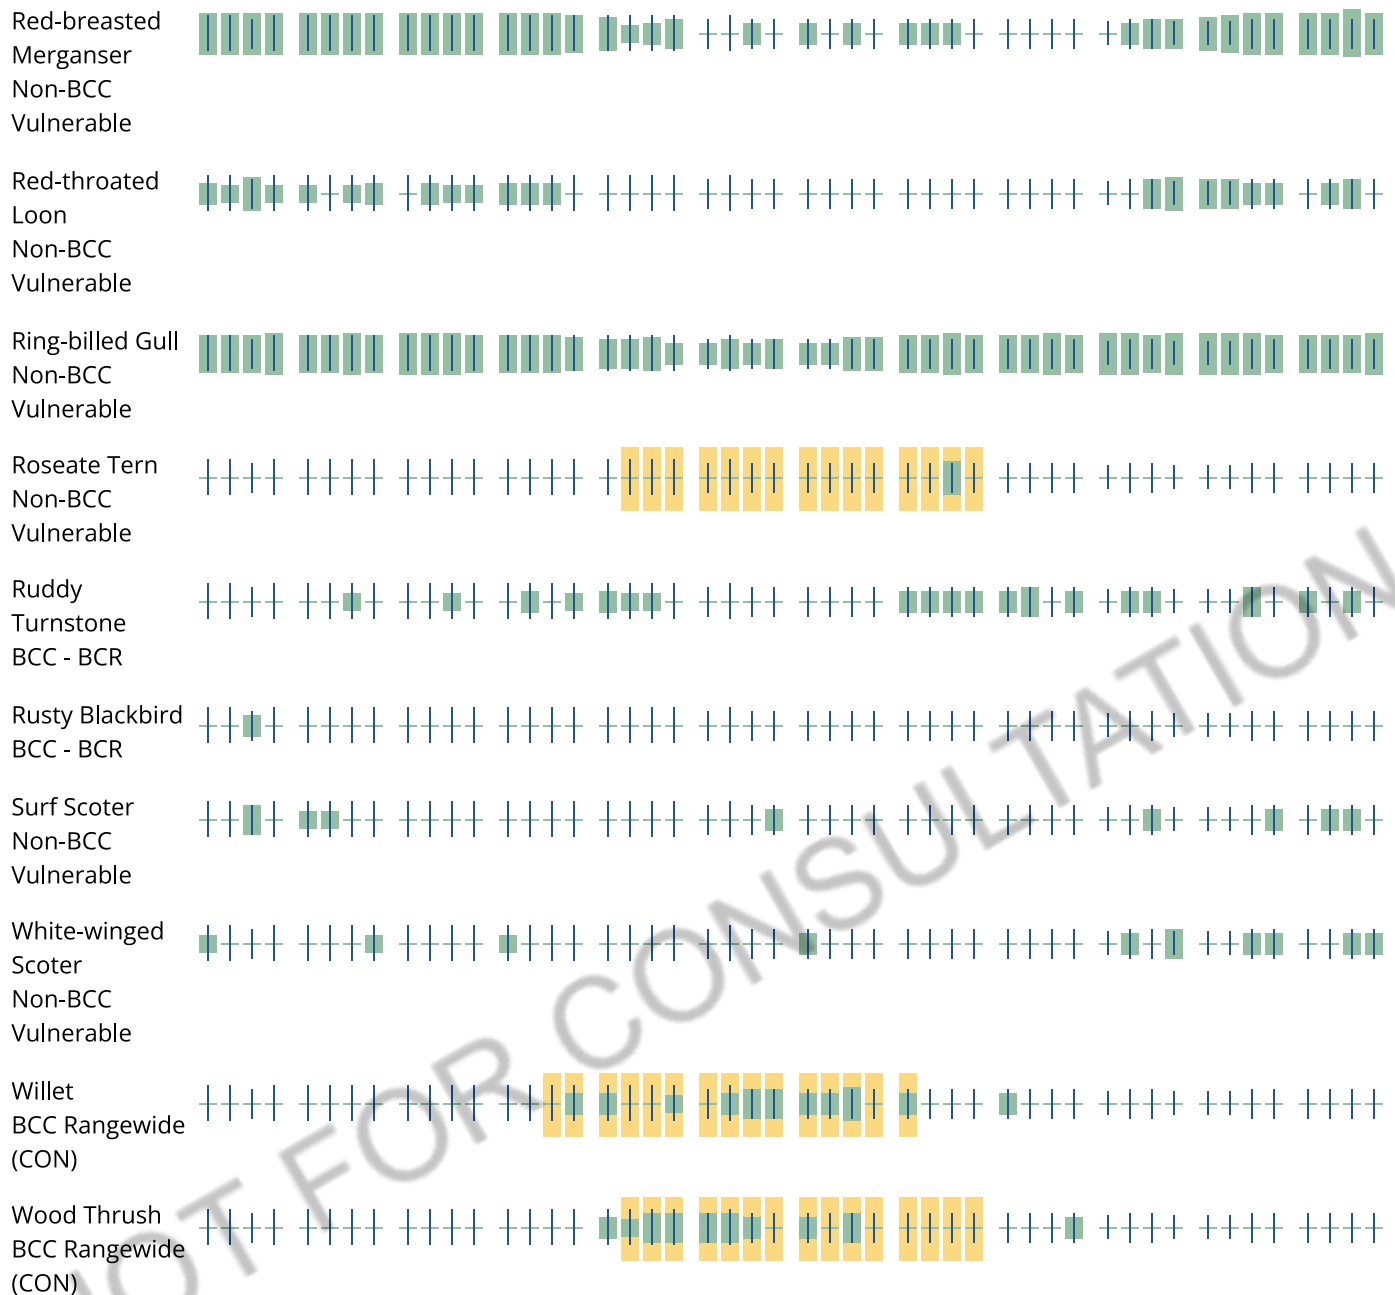 Red-breasted
Merganser
Non-BCC
Vulnerable
Red-throated
Loon
Non-BCC
Vulnerable
Ring-billed Gull
Non-BCC
Vulnerable
Roseate Tern
Non-BCC
Vulnerable
Ruddy
Turnstone
BCC - BCR
Rusty Blackbird
BCC - BCR
Surf Scoter
Non-BCC
Vulnerable
White-winged
Scoter
Non-BCC
Vulnerable
Willet
BCC Rangewide
(CON)
Wood Thrush
BCC Rangewide
(CON)
NOT FOR CONSULTATION